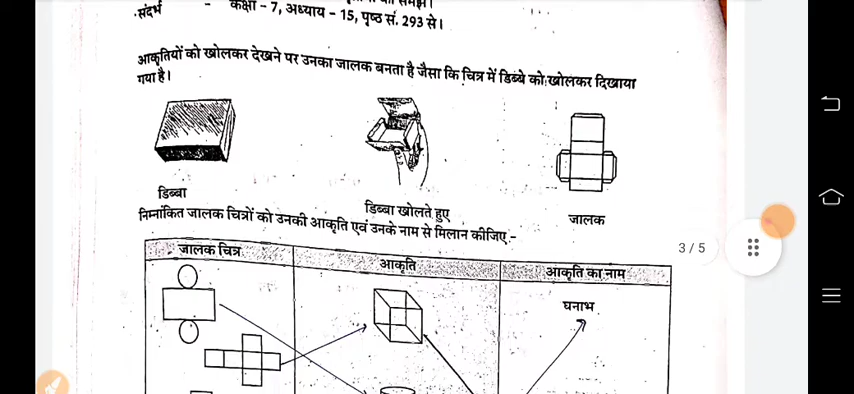 संदर्भ - कक्षा - 7, अध्याय - 15, पृष्ठ सं. 293 से।
आकृतियों को खोलकर देखने पर उनका जालक बनता है जैसा कि चित्र में डिब्बे को खोलकर दिखाया
गया है।
डिब्बा
डिब्बा खोलते हुए
जालक
निम्नांकित जालक चित्रों को उनकी आकृति एवं उनके नाम से मिलान कीजिए -
3 / 5
जालक चित्र
आकृति
आकृति का नाम
घनाभ